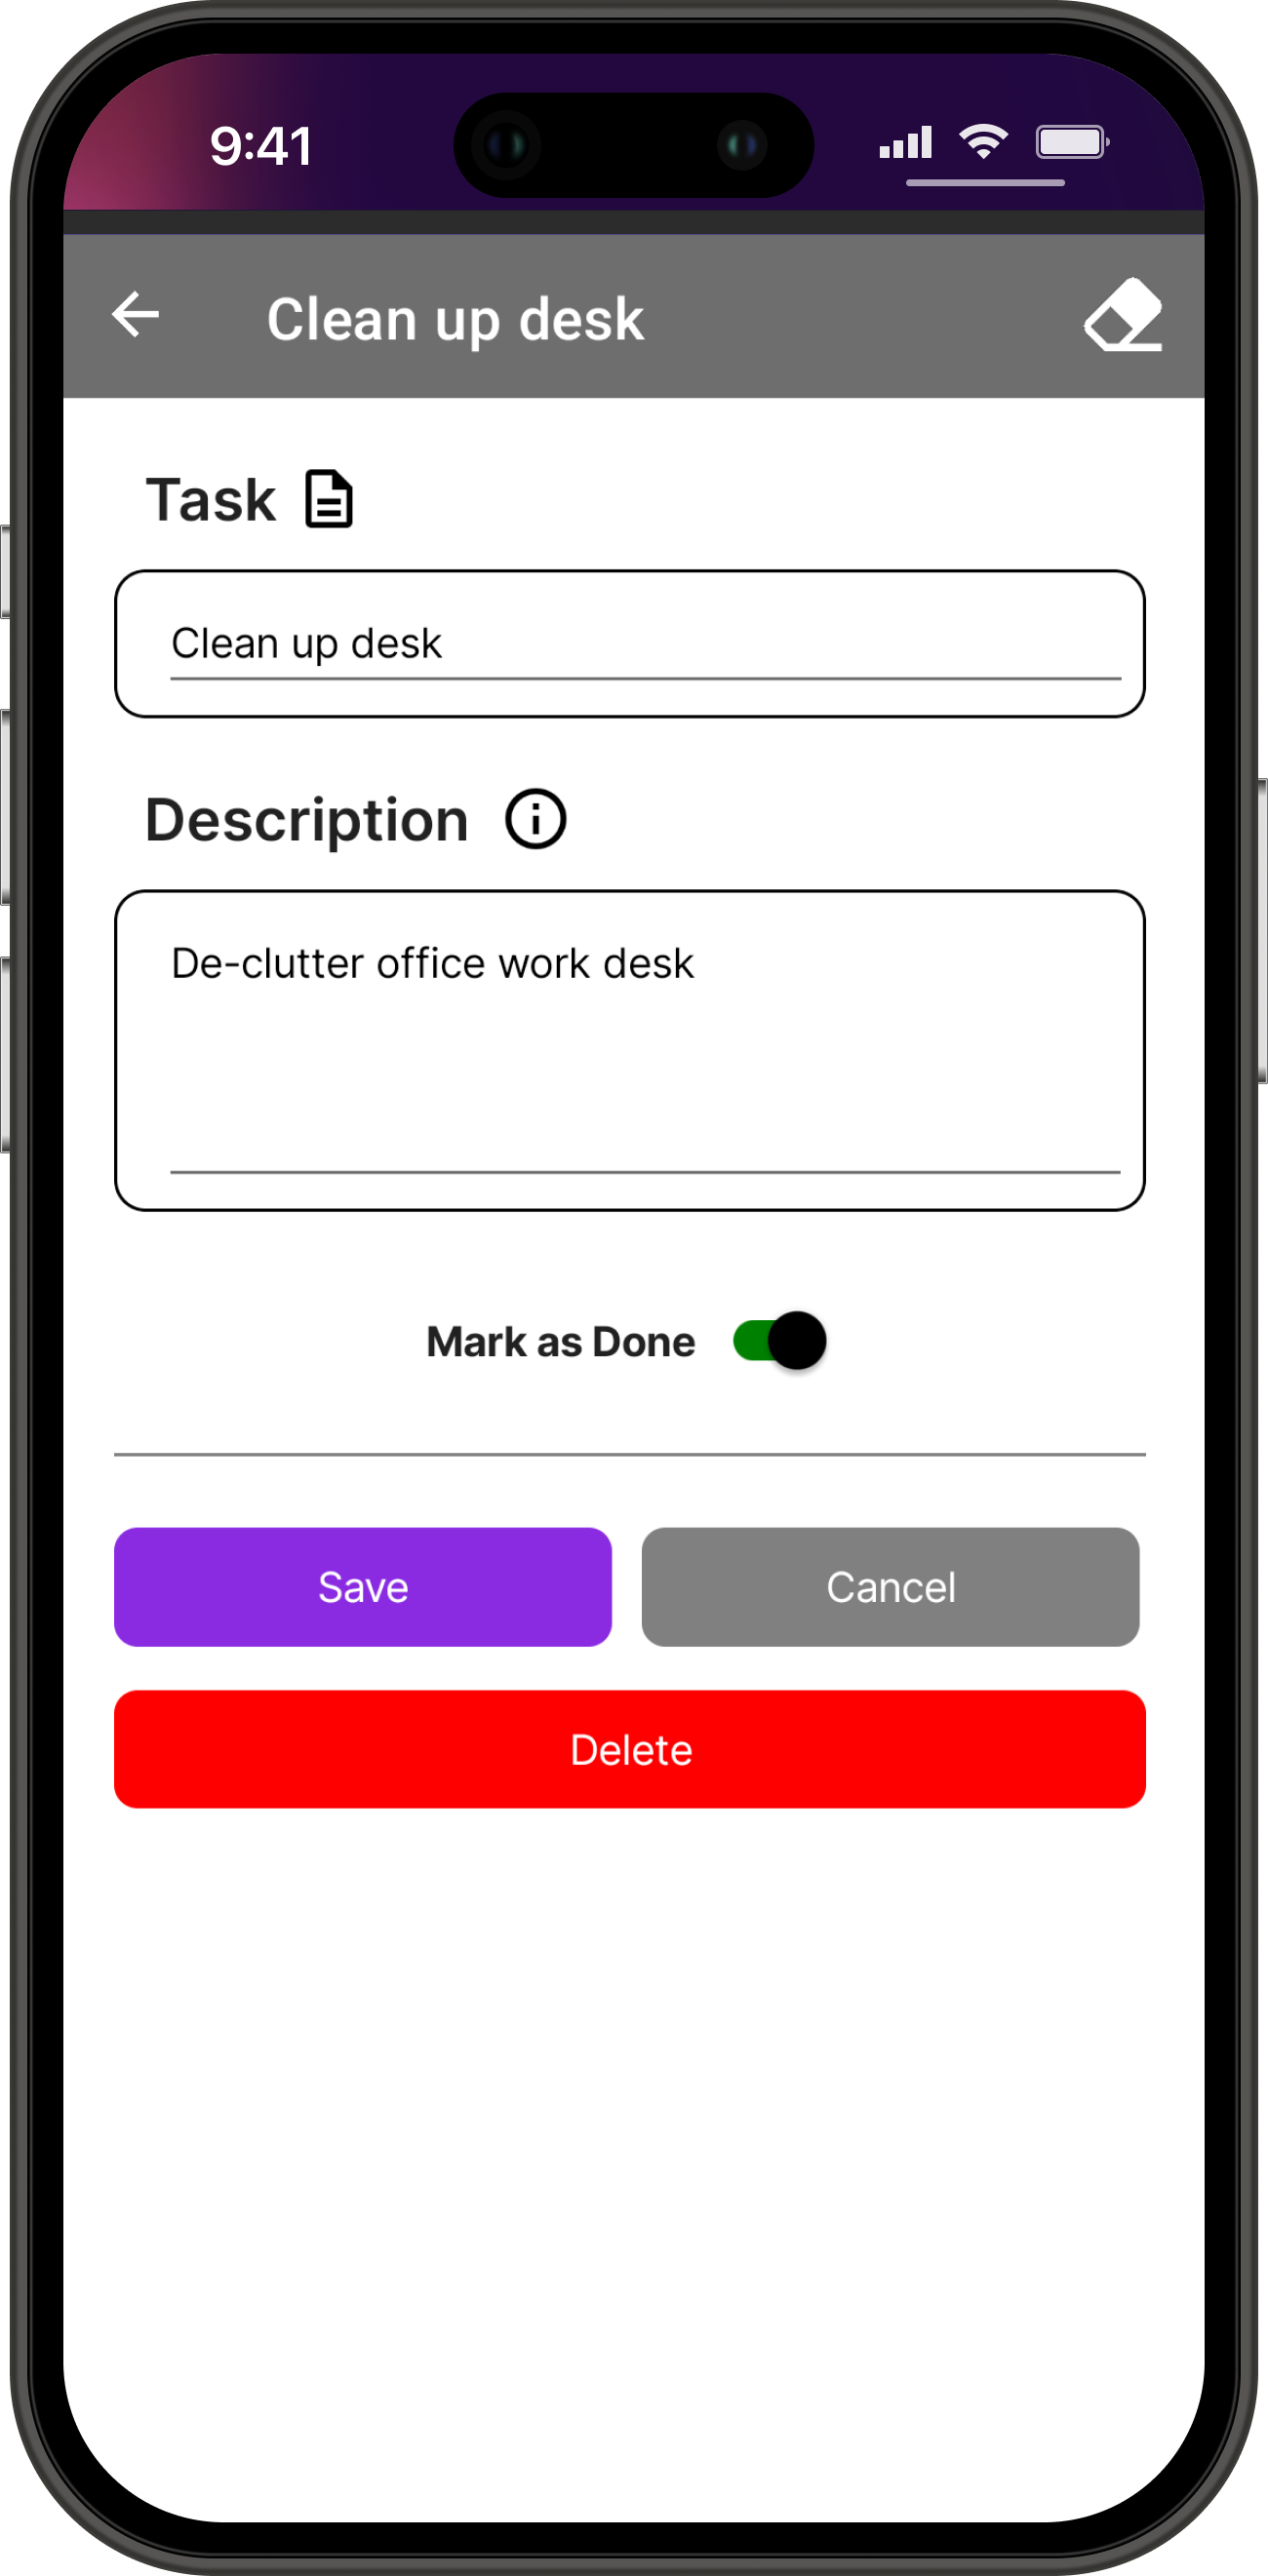 9:41
Clean up desk
Task
Clean up desk
Description
De-clutter office work desk
Mark as Done
Save Cancel
Delete